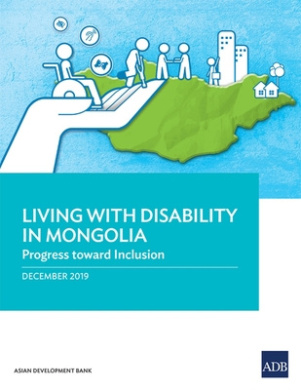 LIVING WITH DISABILITY
IN MONGOLIA
Progress toward Inclusion
DECEMBER 2019
ASIAN DEVELOPMENT BANK
ADB